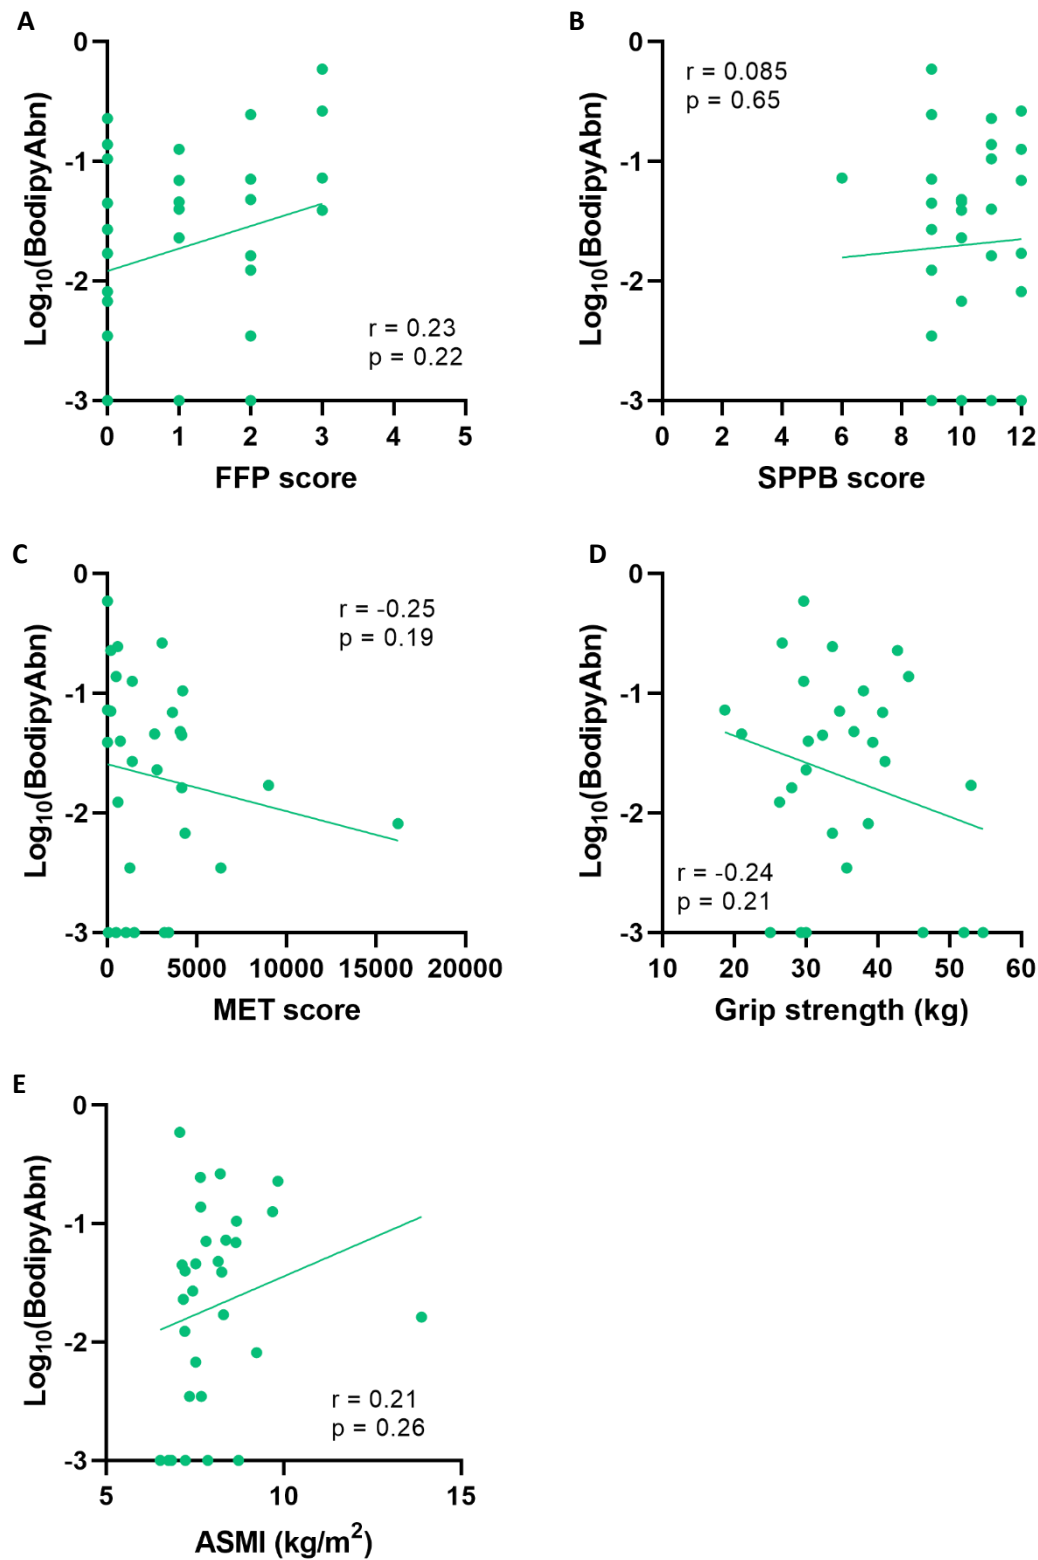 A
0
-1
-2
-3
Log10(BodipyAbn)
r = 0.23
p = 0.22
0 1 2 3 4 5
FFP score
B
0
-1
-2
-3
Log10(BodipyAbn)
r = 0.085
p = 0.65
0 2 4 6 8 10 12
SPPB score
C
0
-1
-2
-3
Log10(BodipyAbn)
r = -0.25
p = 0.19
0 5000 10000 15000 20000
MET score
D
0
-1
-2
-3
Log10(BodipyAbn)
r = -0.24
p = 0.21
10 20 30 40 50 60
Grip strength (kg)
E
0
-1
-2
-3
Log10(BodipyAbn)
r = 0.21
p = 0.26
5 10 15
ASMI (kg/m²)